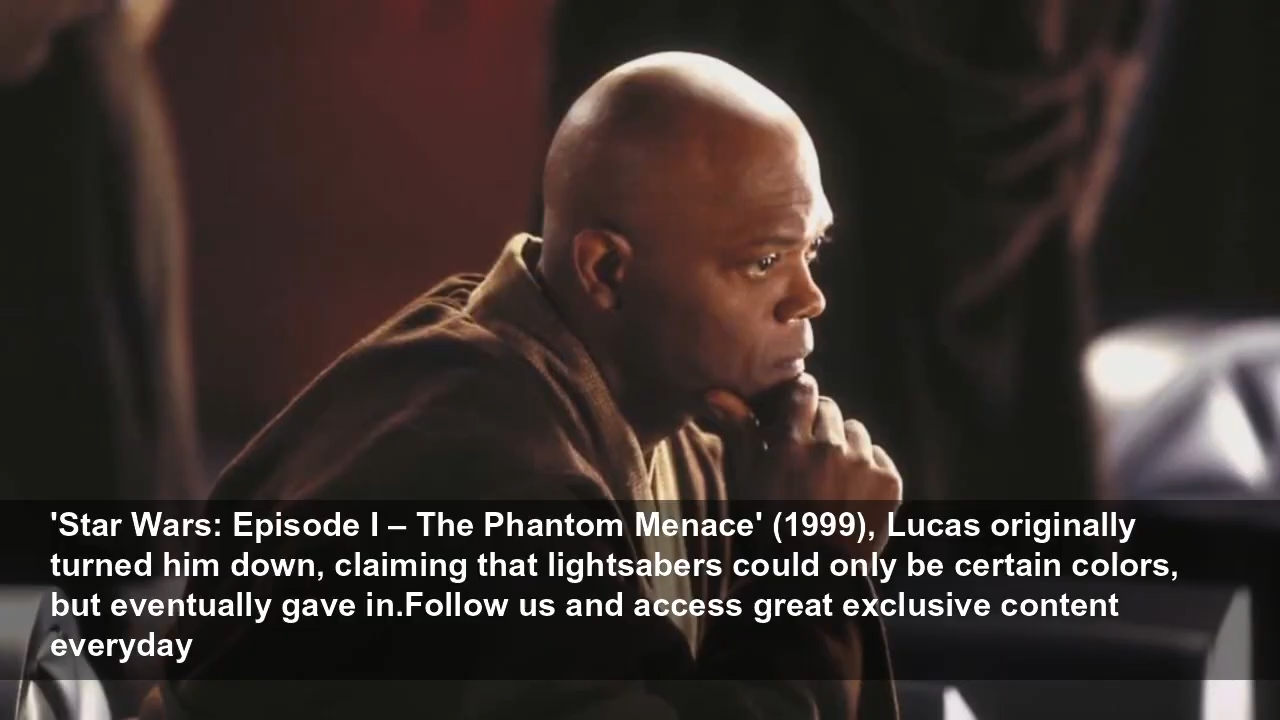 'Star Wars: Episode I – The Phantom Menace' (1999), Lucas originally
turned him down, claiming that lightsabers could only be certain colors,
but eventually gave in.Follow us and access great exclusive content
everyday